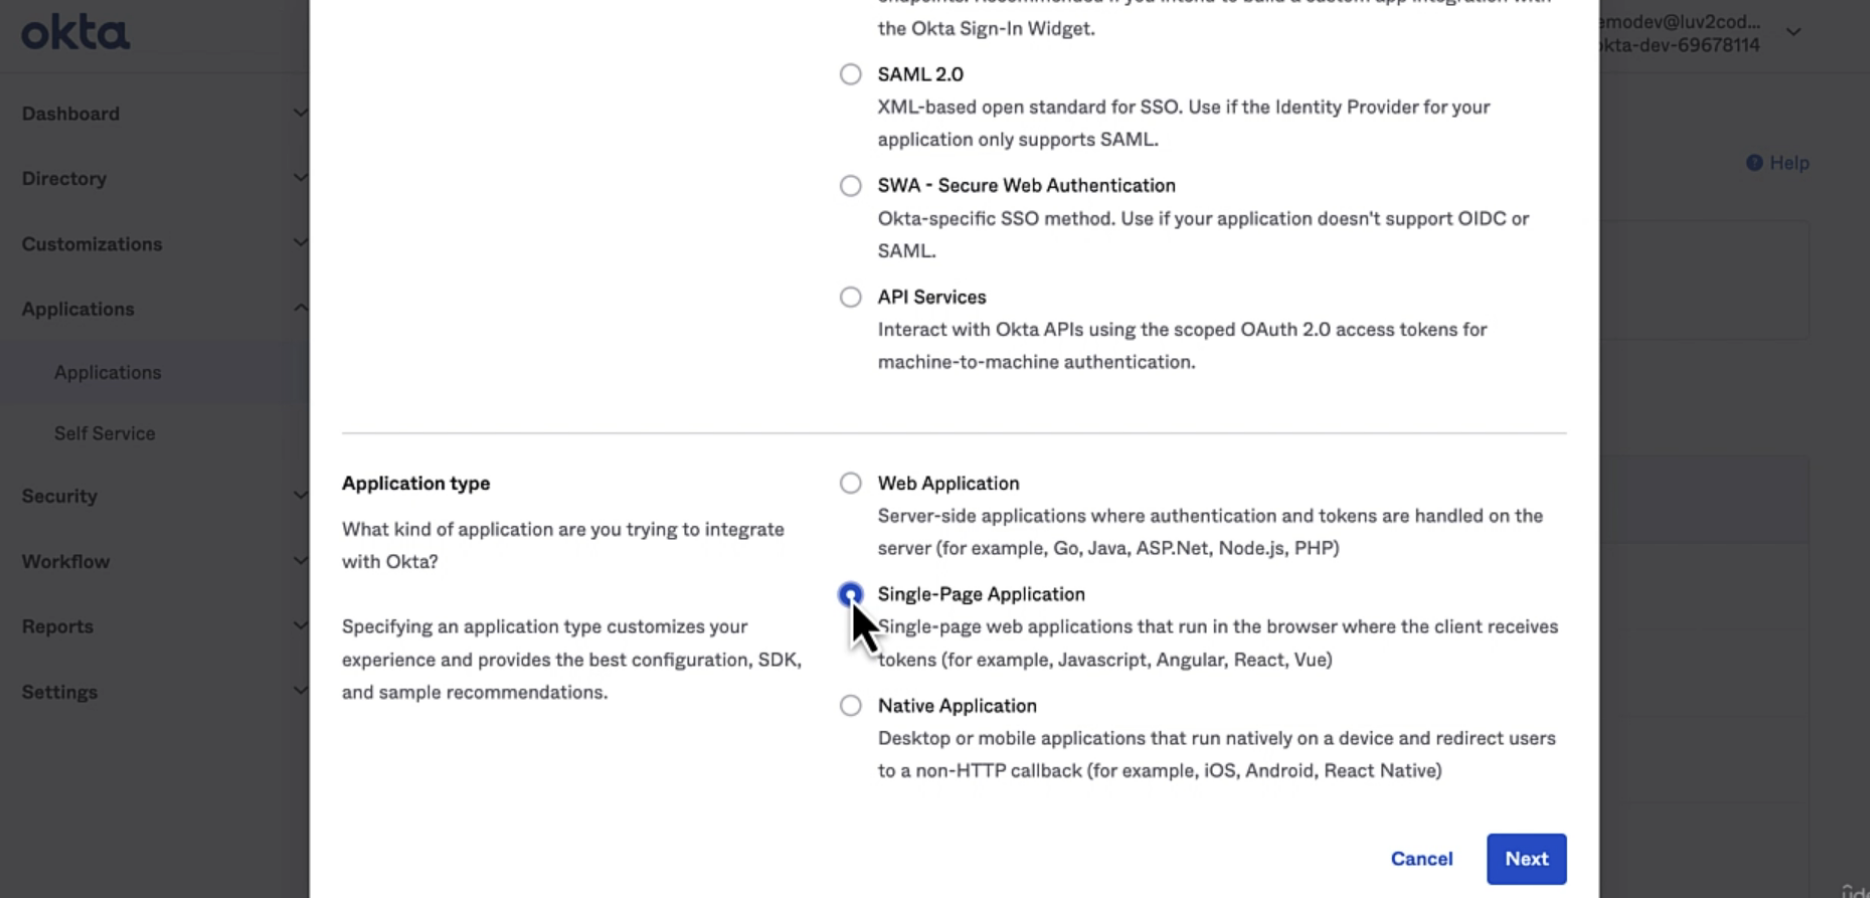 okta
the Okta Sign-In Widget.
emodev@luv2cod...
okta-dev-69678114
Dashboard
Directory
Customizations
Applications
Applications
Self Service
Security
Workflow
Reports
Settings
Help
SAML 2.0
XML-based open standard for SSO. Use if the Identity Provider for your
application only supports SAML.
SWA - Secure Web Authentication
Okta-specific SSO method. Use if your application doesn't support OIDC or
SAML.
API Services
Interact with Okta APIs using the scoped OAuth 2.0 access tokens for
machine-to-machine authentication.
Application type
What kind of application are you trying to integrate
with Okta?
Specifying an application type customizes your
experience and provides the best configuration, SDK,
and sample recommendations.
Web Application
Server-side applications where authentication and tokens are handled on the
server (for example, Go, Java, ASP.Net, Node.js, PHP)
Single-Page Application
Single-page web applications that run in the browser where the client receives
tokens (for example, Javascript, Angular, React, Vue)
Native Application
Desktop or mobile applications that run natively on a device and redirect users
to a non-HTTP callback (for example, iOS, Android, React Native)
Cancel
Next